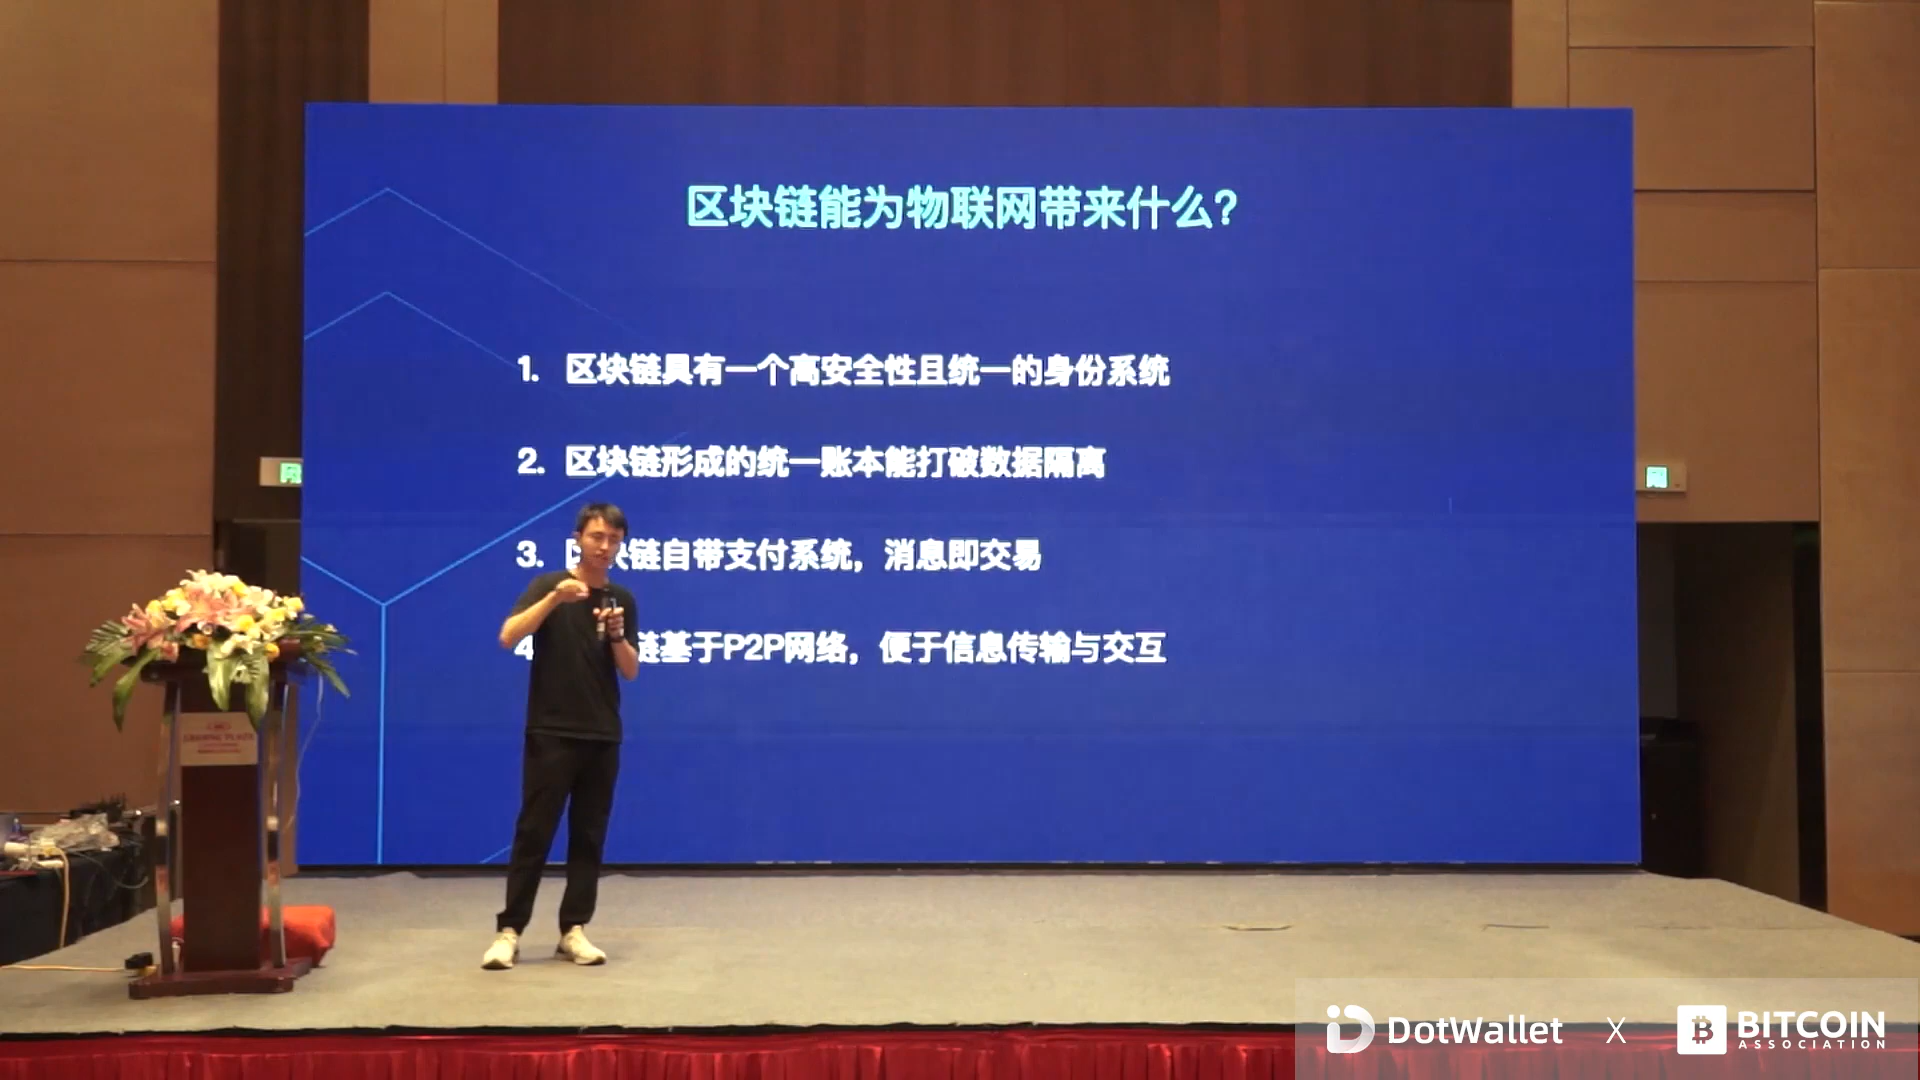 区块链能为物联网带来什么?
1. 区块链具有一个高安全性且统一的身份系统
2. 区块链形成的统一账本能打破数据隔离
3. 区块链自带支付系统，消息即交易
4 链基于P2P网络，便于信息传输与交互
DotWallet X BITCOIN
ASSOCIATION